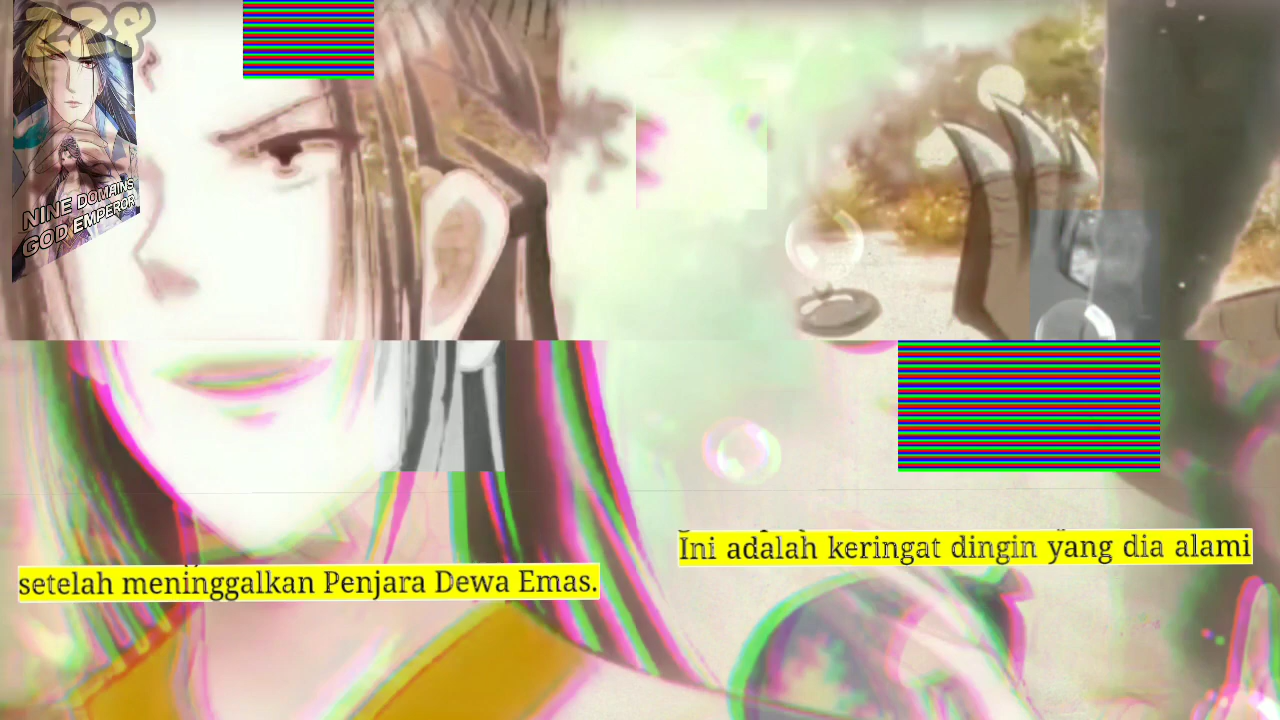 228
NINE DOMAINS
GOD EMPEROR
Ini adalah keringat dingin yang dia alami
setelah meninggalkan Penjara Dewa Emas.